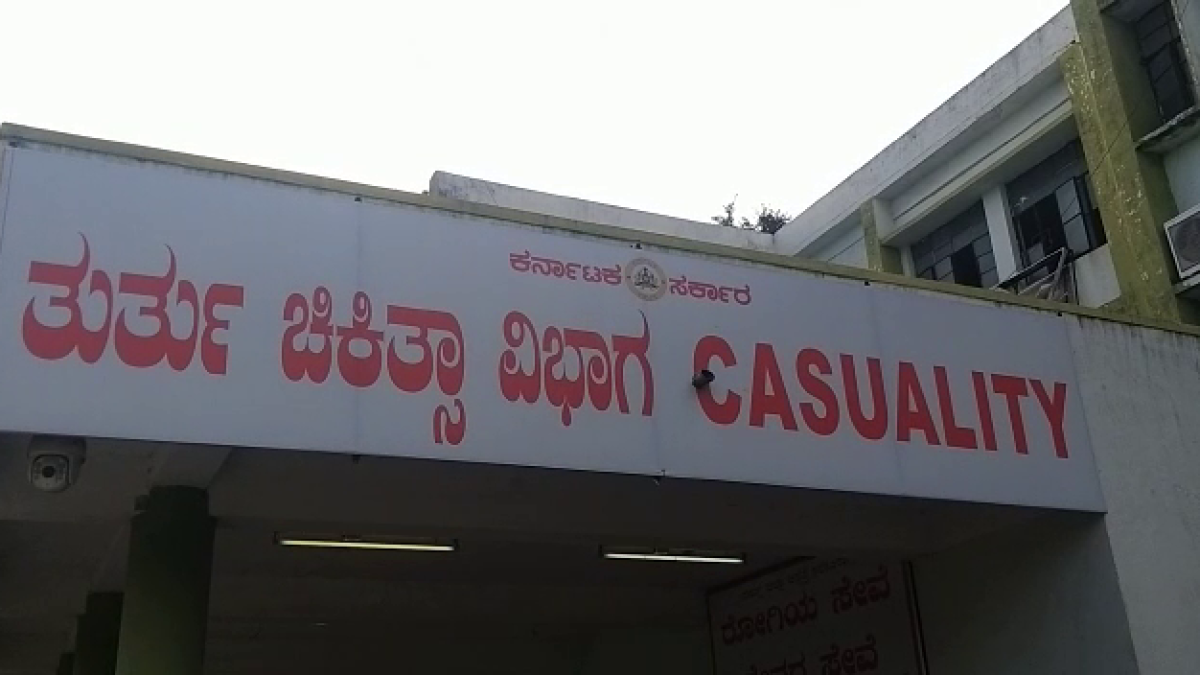 ಕರ್ನಾಟಕ ಸರ್ಕಾರ
ತುರ್ತು ಚಿಕಿತ್ಸಾ ವಿಭಾಗ CASUALITY
ರೋಗಿಯ ಸೇವೆ
ಸೇವೆ